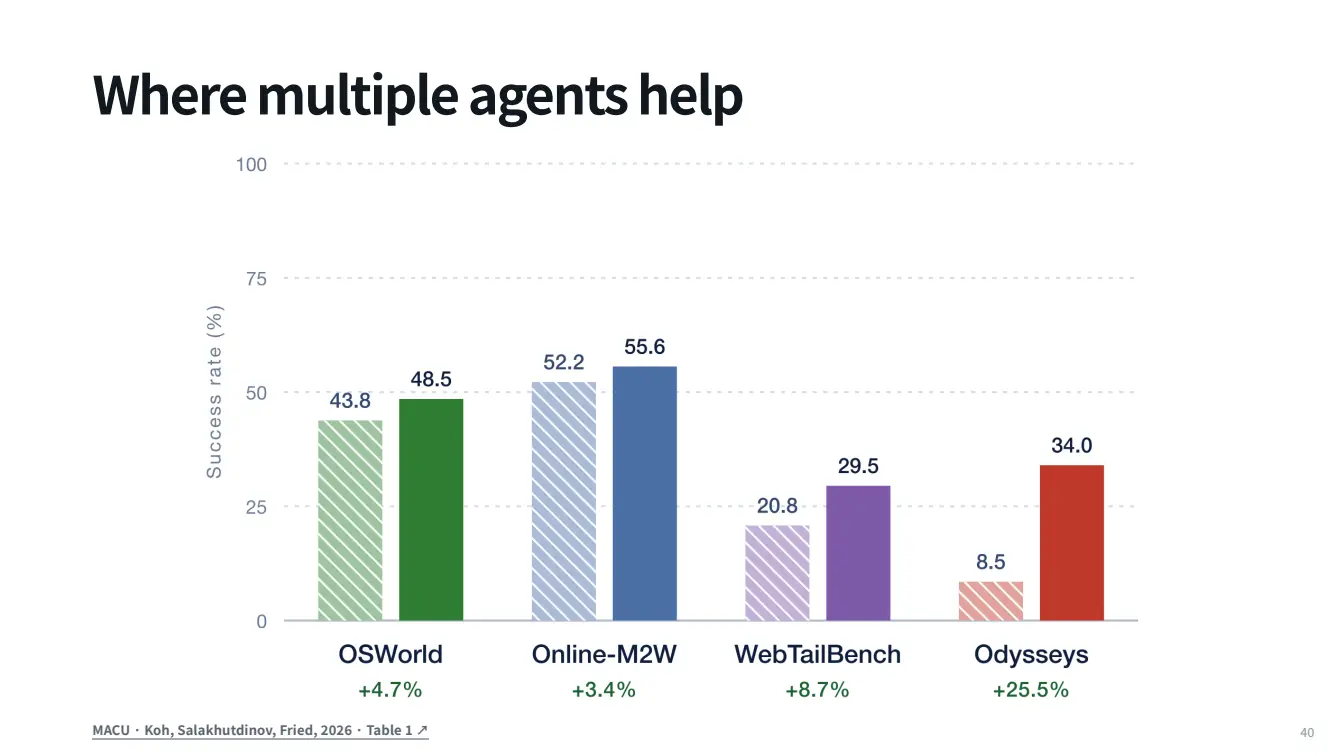 Where multiple agents help
100
75
50
25
0
Success rate (%)
43.8
48.5
52.2
55.6
20.8
29.5
8.5
34.0
OSWorld
Online-M2W
WebTailBench
Odysseys
+4.7%
+3.4%
+8.7%
+25.5%
MACU · Koh, Salakhutdinov, Fried, 2026 · Table 1 ↗
40